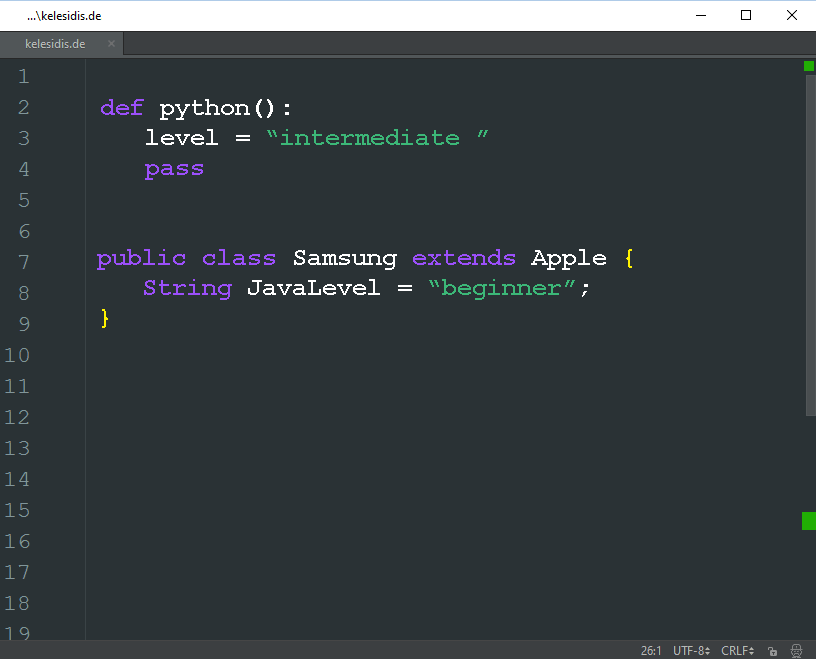 ...\kelesidis.de
kelesidis.de ×
1
2 def python():
3 level = “intermediate ”
4 pass
5
6
7 public class Samsung extends Apple {
8 String JavaLevel = “beginner”;
9 }
10
11
12
13
14
15
16
17
18
19
26:1 UTF-8 CRLF